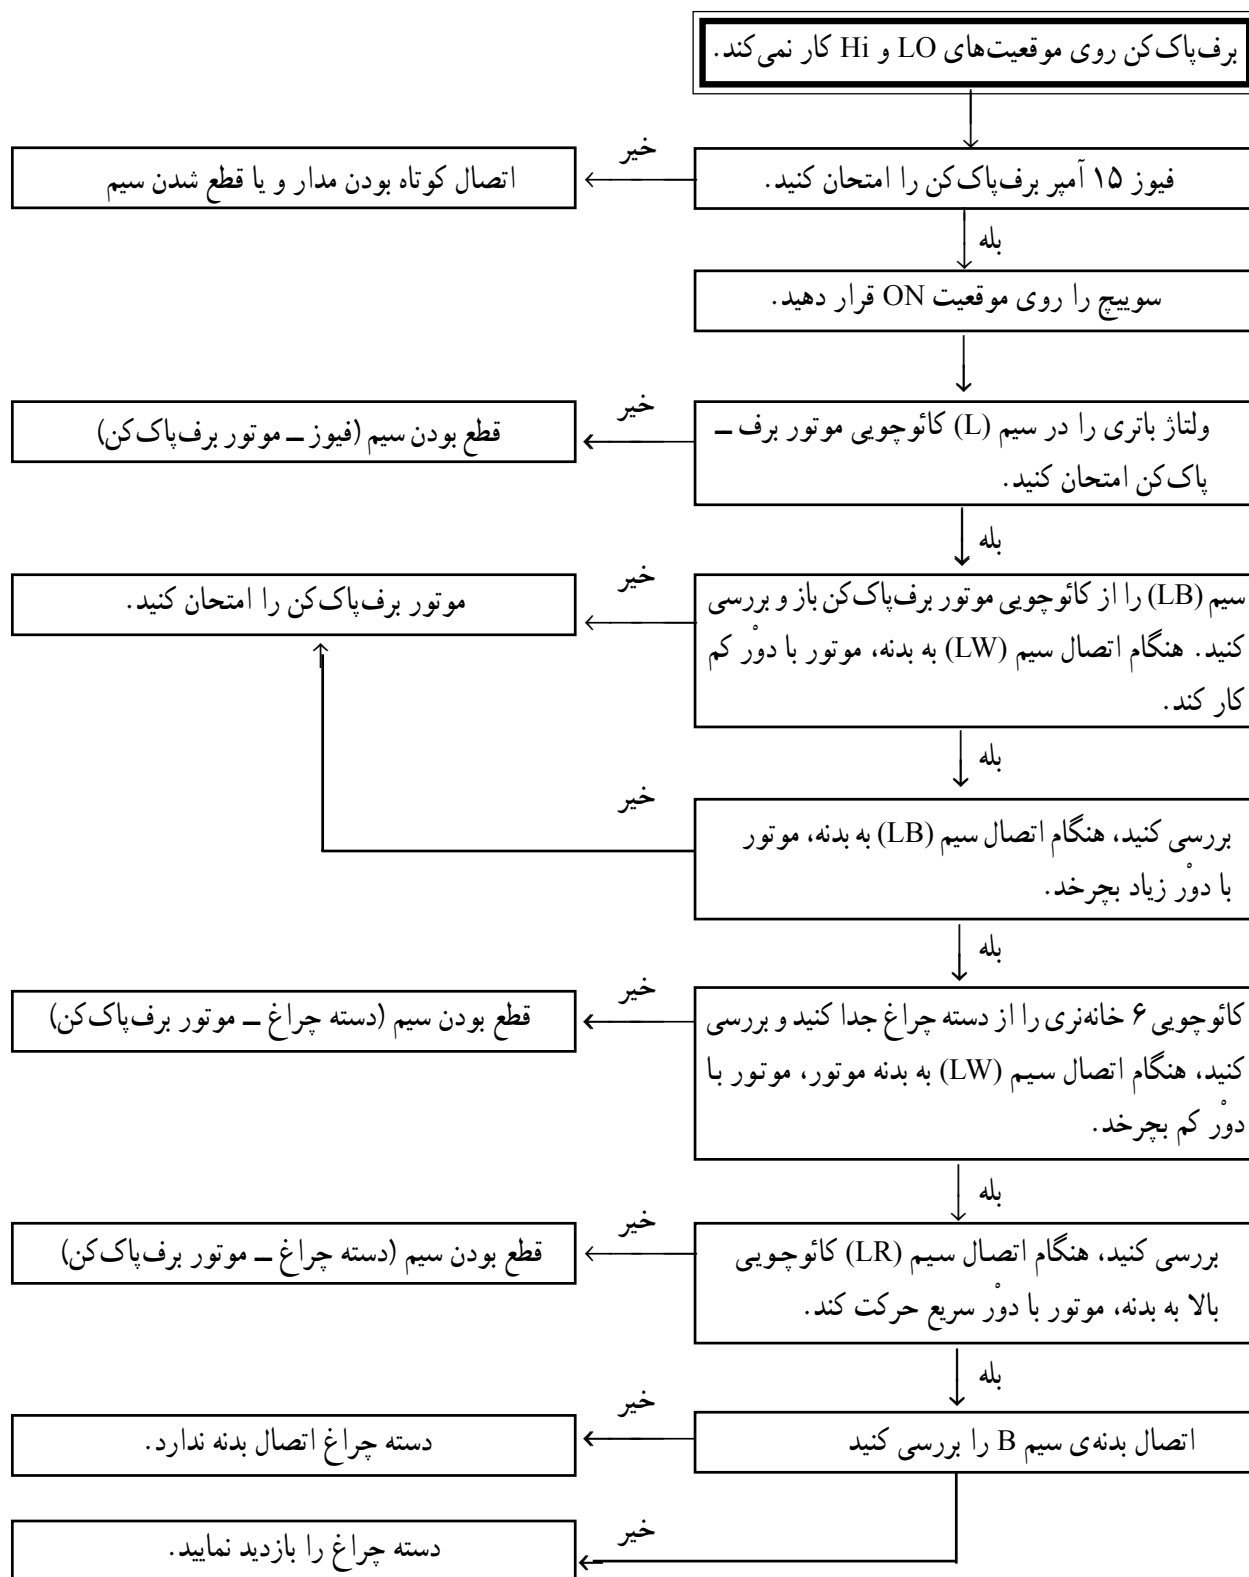 برف‌پاک‌کن روی موقعیت‌های LO و Hi کار نمی‌کند.
خیر
فیوز ۱۵ آمپر برف‌پاک‌کن را امتحان کنید.
اتصال کوتاه بودن مدار و یا قطع شدن سیم
بله
سوییچ را روی موقعیت ON قرار دهید.
خیر
ولتاژ باتری را در سیم (L) کائوچویی موتور برف ــ
پاک‌کن امتحان کنید.
قطع بودن سیم (فیوز ــ موتور برف‌پاک‌کن)
بله
خیر
سیم (LB) را از کائوچویی موتور برف‌پاک‌کن باز و بررسی
کنید. هنگام اتصال سیم (LW) به بدنه، موتور با دوْر کم
کار کند.
موتور برف‌پاک‌کن را امتحان کنید.
بله
خیر
بررسی کنید، هنگام اتصال سیم (LB) به بدنه، موتور
با دوْر زیاد بچرخد.
بله
خیر
کائوچویی ۶ خانه‌نری را از دسته چراغ جدا کنید و بررسی
کنید، هنگام اتصال سیم (LW) به بدنه موتور، موتور با
دوْر کم بچرخد.
قطع بودن سیم (دسته چراغ ــ موتور برف‌پاک‌کن)
بله
خیر
بررسی کنید، هنگام اتصال سیم (LR) کائوچویی
بالا به بدنه، موتور با دوْر سریع حرکت کند.
قطع بودن سیم (دسته چراغ ــ موتور برف‌پاک‌کن)
بله
خیر
اتصال بدنه‌ی سیم B را بررسی کنید
دسته چراغ اتصال بدنه ندارد.
خیر
دسته چراغ را بازدید نمایید.